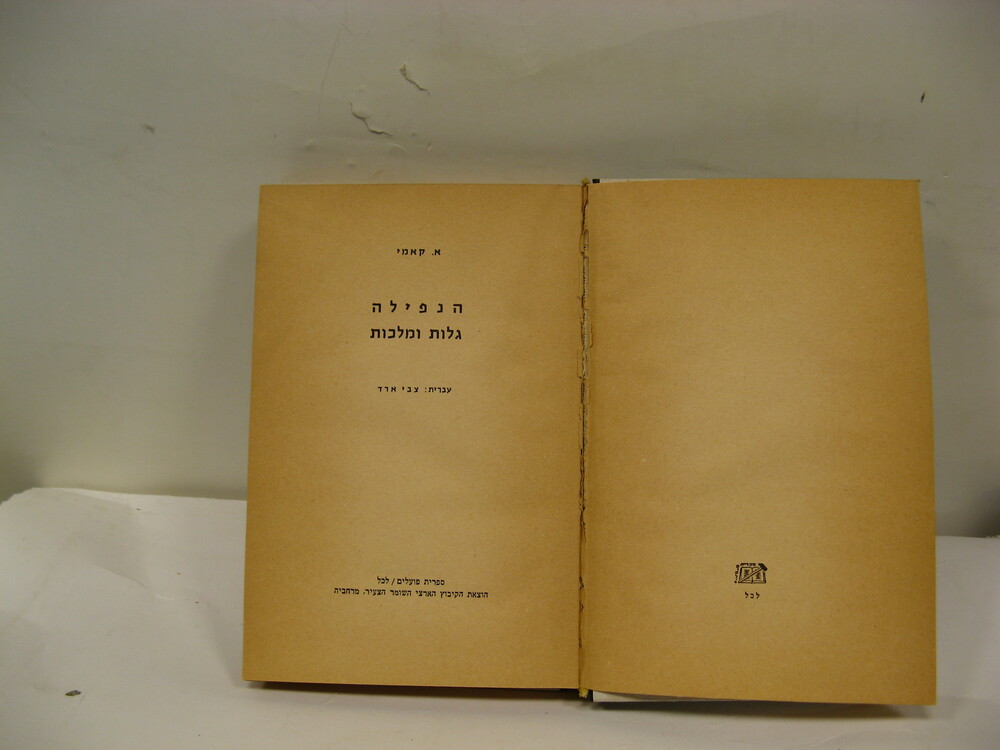 א. קאמי
הנפילה
גלות ומלכות
עברית: צבי ארד
ספרית פועלים / לכל
הוצאת הקיבוץ הארצי השומר הצעיר. מרחביה
לכל